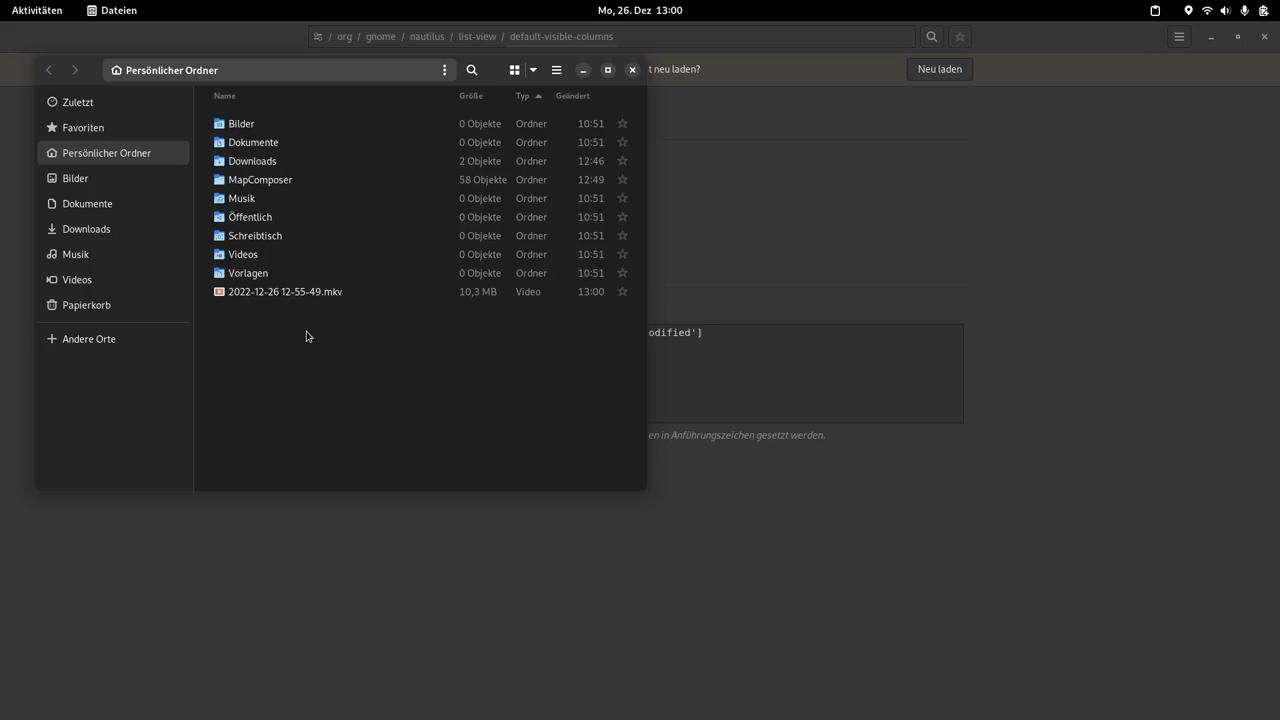 Aktivitäten Dateien Mo, 26. Dez 13:00
/ org / gnome / nautilus / list-view / default-visible-columns
Persönlicher Ordner
t neu laden? Neu laden
Zuletzt
Favoriten
Persönlicher Ordner
Bilder
Dokumente
Downloads
Musik
Videos
Papierkorb
Andere Orte
Name Größe Typ Geändert
Bilder 0 Objekte Ordner 10:51
Dokumente 0 Objekte Ordner 10:51
Downloads 2 Objekte Ordner 12:46
MapComposer 58 Objekte Ordner 12:49
Musik 0 Objekte Ordner 10:51
Öffentlich 0 Objekte Ordner 10:51
Schreibtisch 0 Objekte Ordner 10:51
Videos 0 Objekte Ordner 10:51
Vorlagen 0 Objekte Ordner 10:51
2022-12-26 12-55-49.mkv 10,3 MB Video 13:00
odified']
en in Anführungszeichen gesetzt werden.